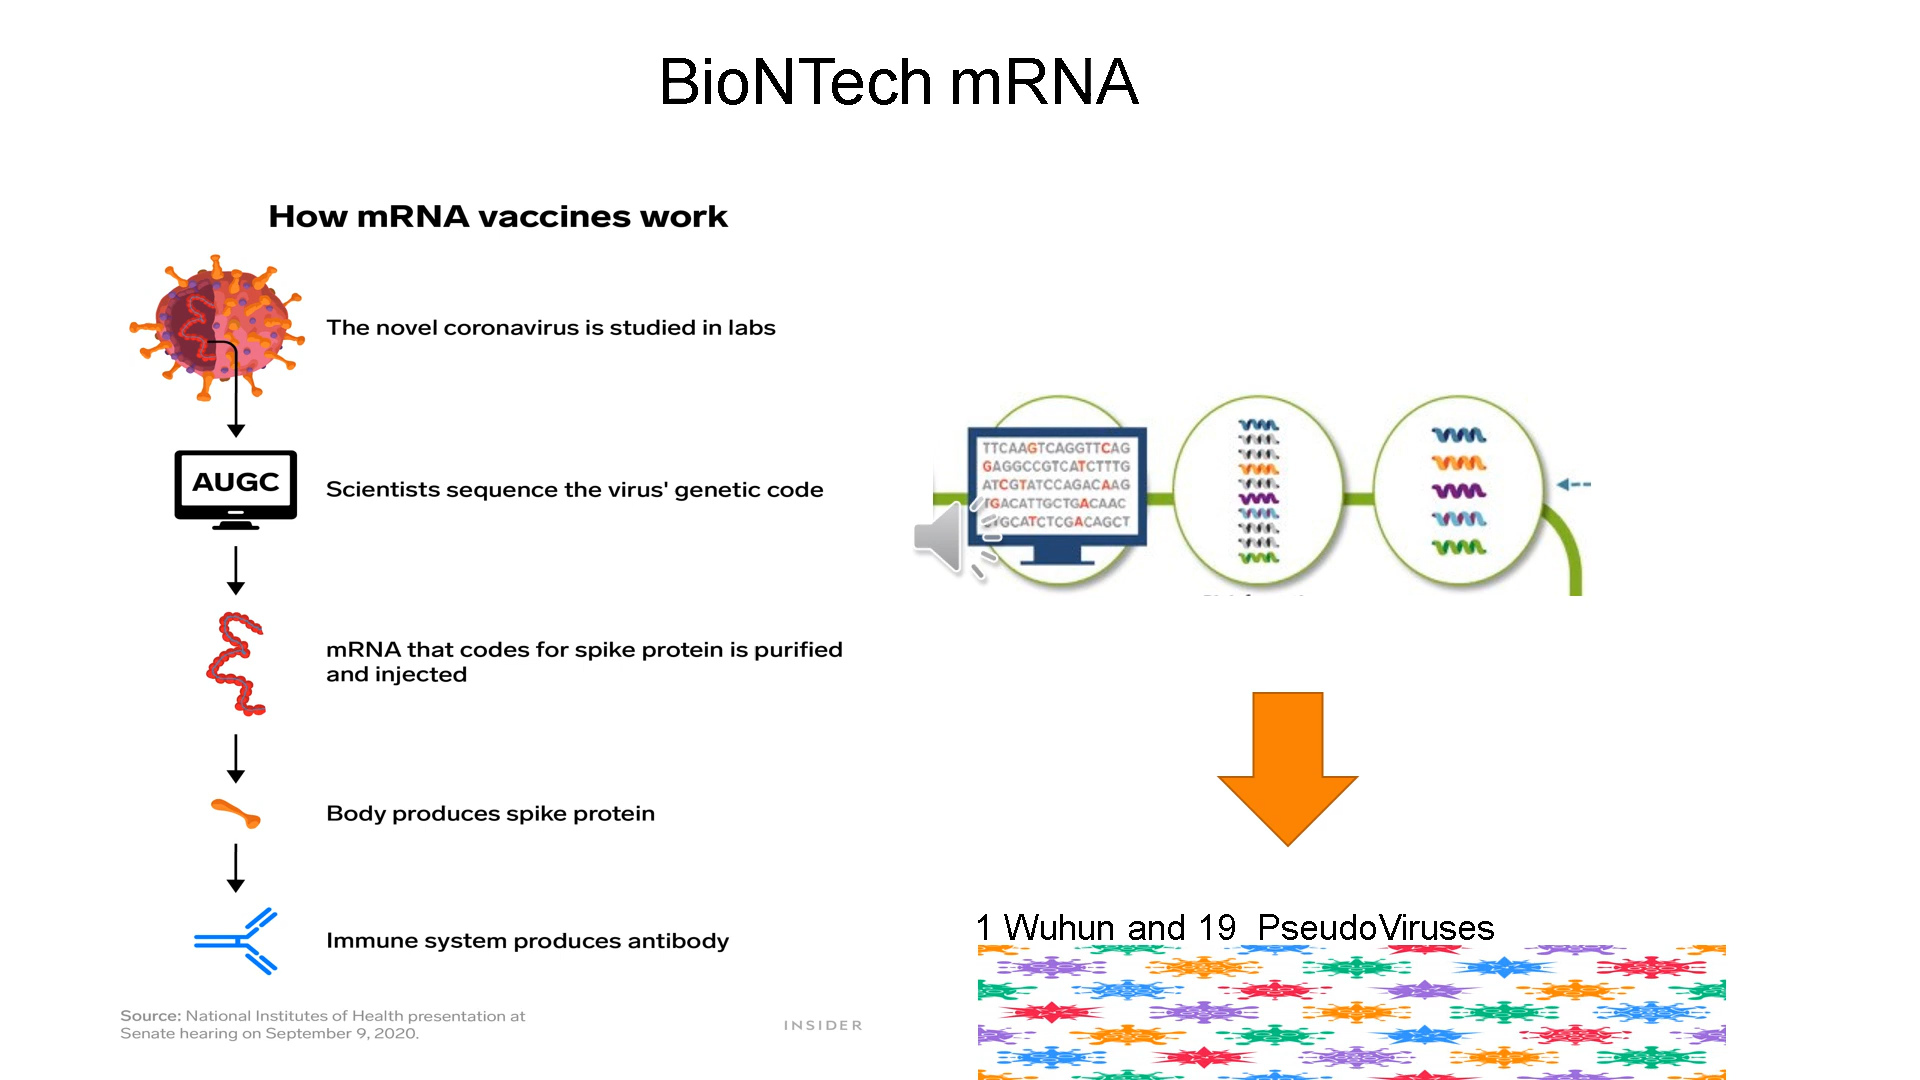 BioNTech mRNA
How mRNA vaccines work
The novel coronavirus is studied in labs
AUGC
Scientists sequence the virus' genetic code
mRNA that codes for spike protein is purified
and injected
Body produces spike protein
Immune system produces antibody
Source: National Institutes of Health presentation at
Senate hearing on September 9, 2020.
INSIDER
TTCAAGTCAGGTTCAG
GAGGCCGTCATCTTTG
ATCGTATCCAGACAAG
TGACATTGCTGACAAC
TGCATCTCGACAGCT
1 Wuhun and 19 PseudoViruses